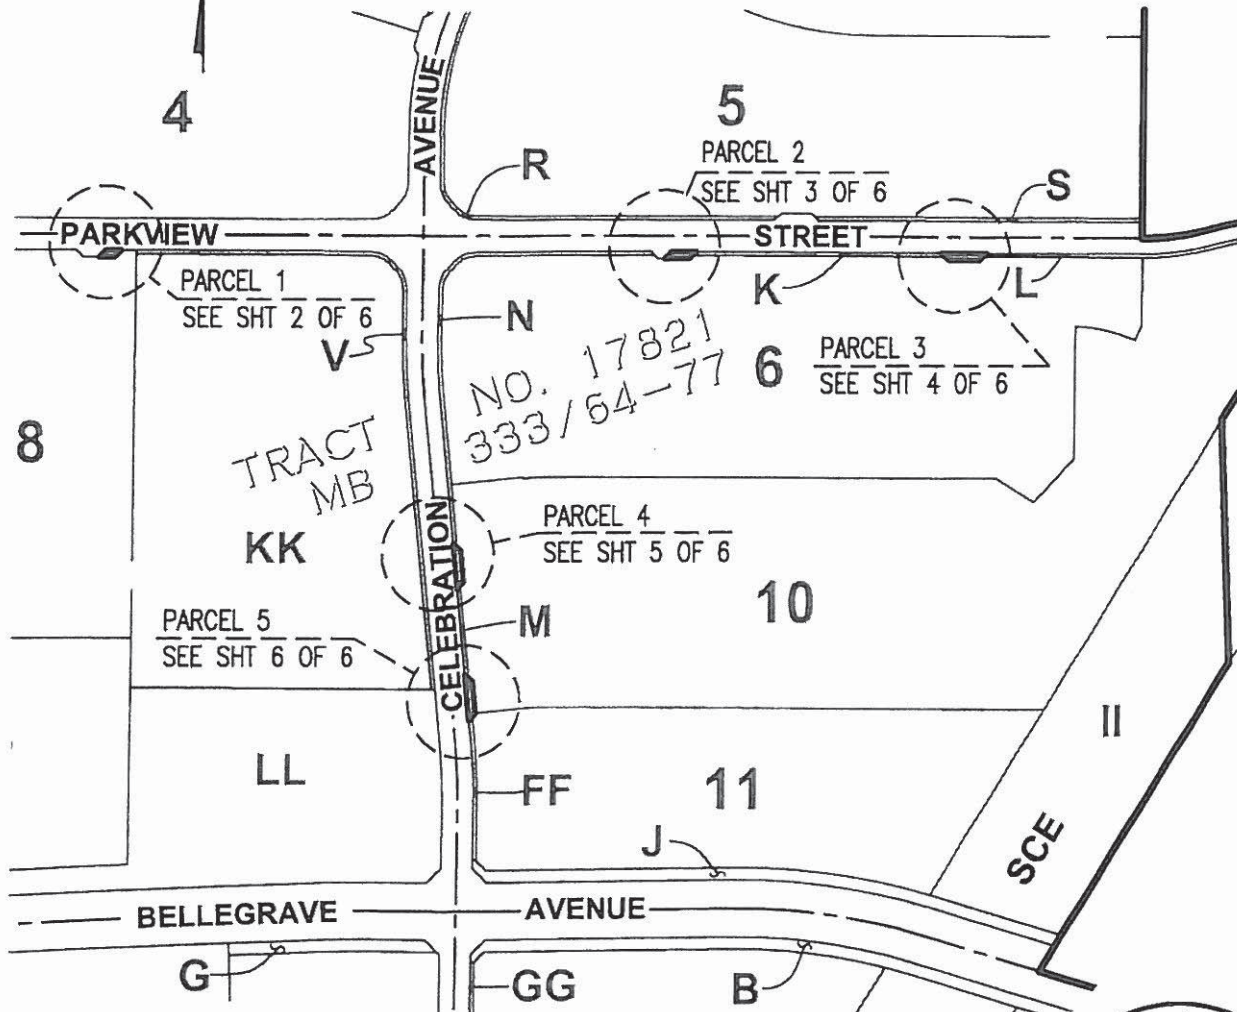 4
AVENUE
5
R
PARCEL 2
SEE SHT 3 OF 6
S
PARKVIEW
STREET
PARCEL 1
SEE SHT 2 OF 6
K
L
V
N
NO. 17821
333/64-77
6
PARCEL 3
SEE SHT 4 OF 6
8
TRACT
MB
KK
CELEBRATION
PARCEL 4
SEE SHT 5 OF 6
10
PARCEL 5
SEE SHT 6 OF 6
M
LL
FF
11
II
J
SCE
BELLEGRAVE AVENUE
G
GG
B